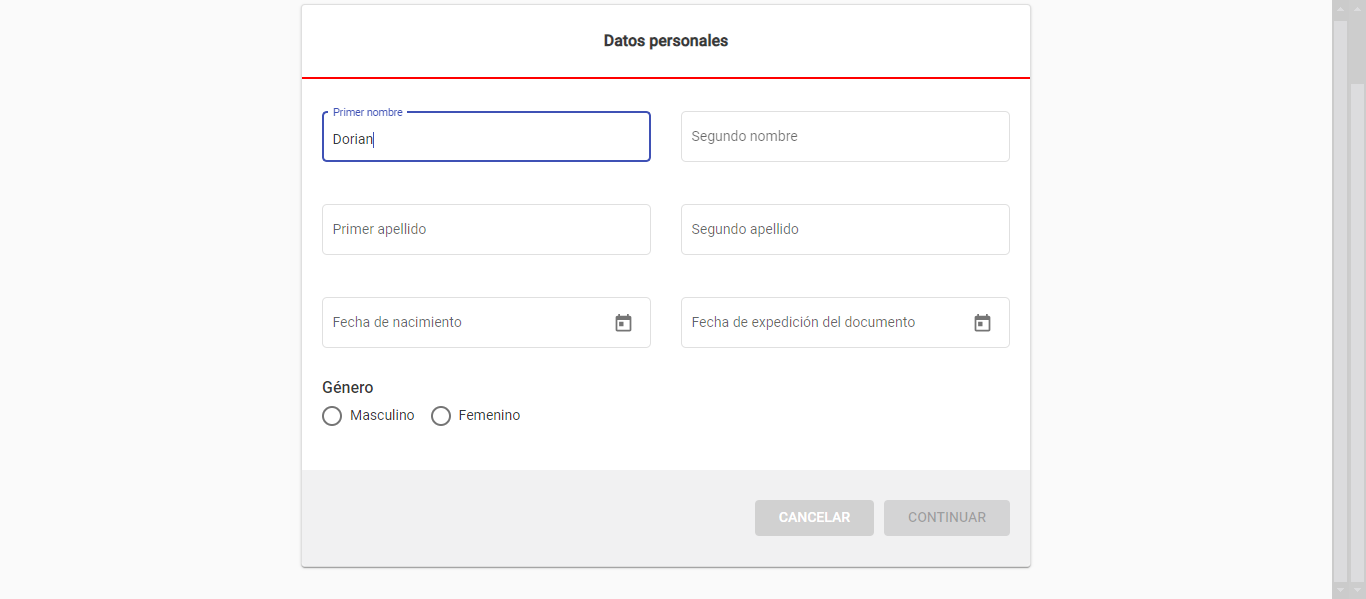 Datos personales
Primer nombre
Dorian
Segundo nombre
Primer apellido
Segundo apellido
Fecha de nacimiento
Fecha de expedición del documento
Género
Masculino
Femenino
CANCELAR
CONTINUAR